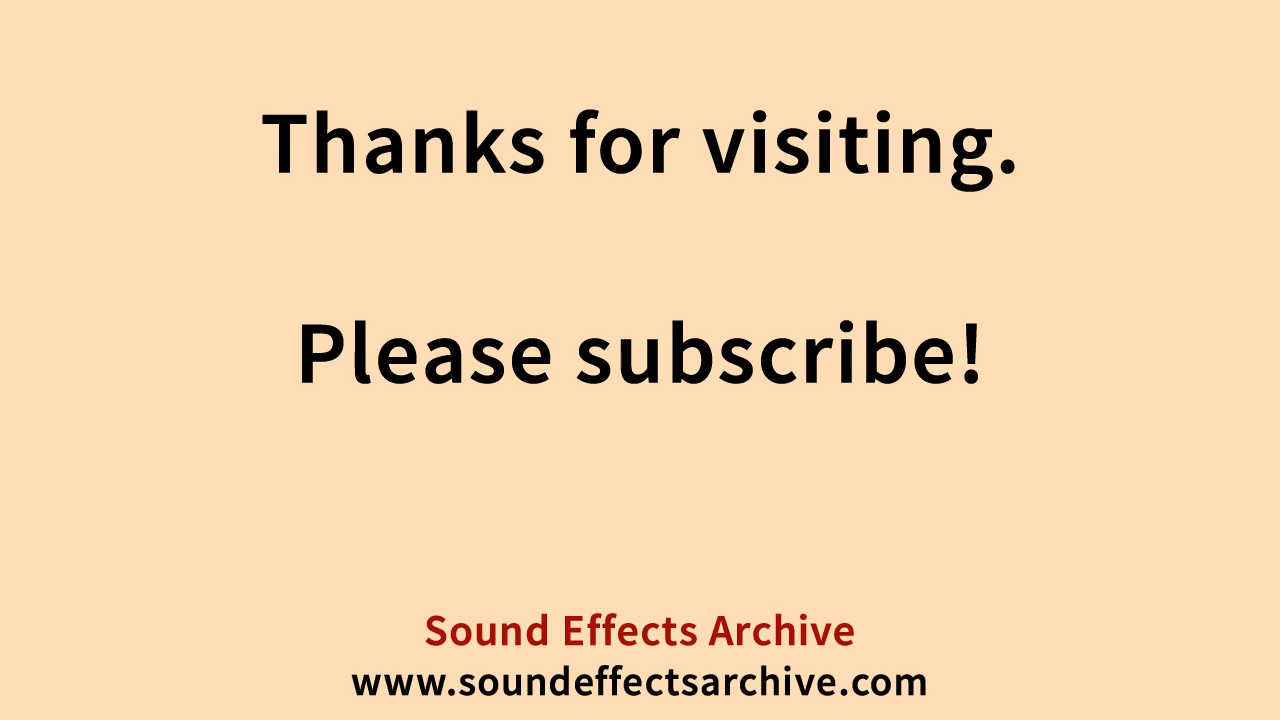 Thanks for visiting.
Please subscribe!
Sound Effects Archive
www.soundeffectsarchive.com